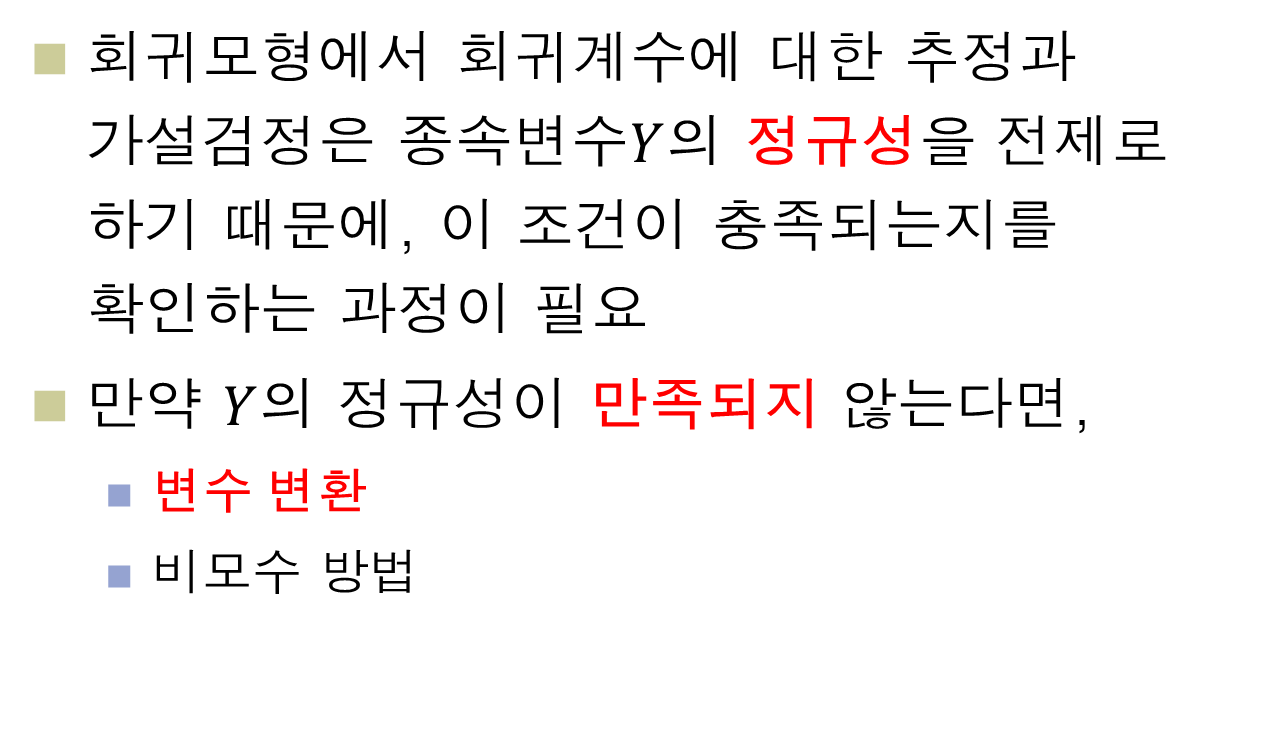 회귀모형에서 회귀계수에 대한 추정과
가설검정은 종속변수Y의 정규성을 전제로
하기 때문에, 이 조건이 충족되는지를
확인하는 과정이 필요
만약 Y의 정규성이 만족되지 않는다면,
변수 변환
비모수 방법